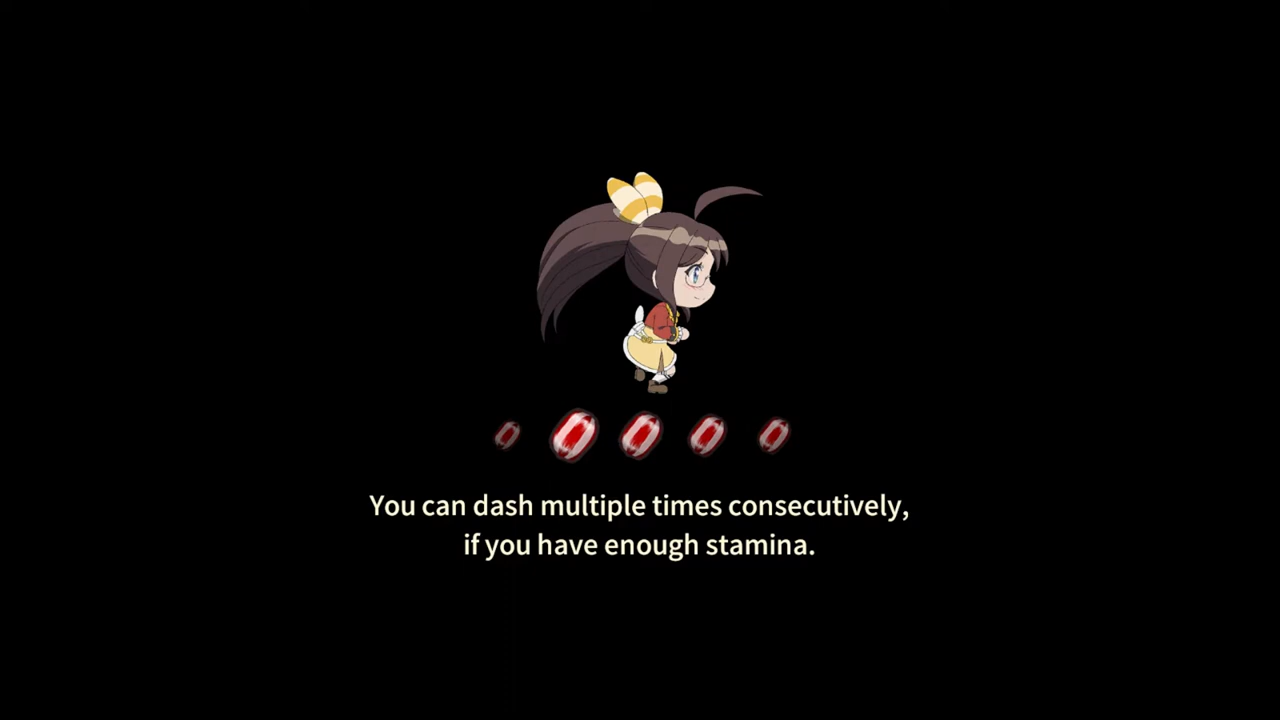 You can dash multiple times consecutively,
if you have enough stamina.